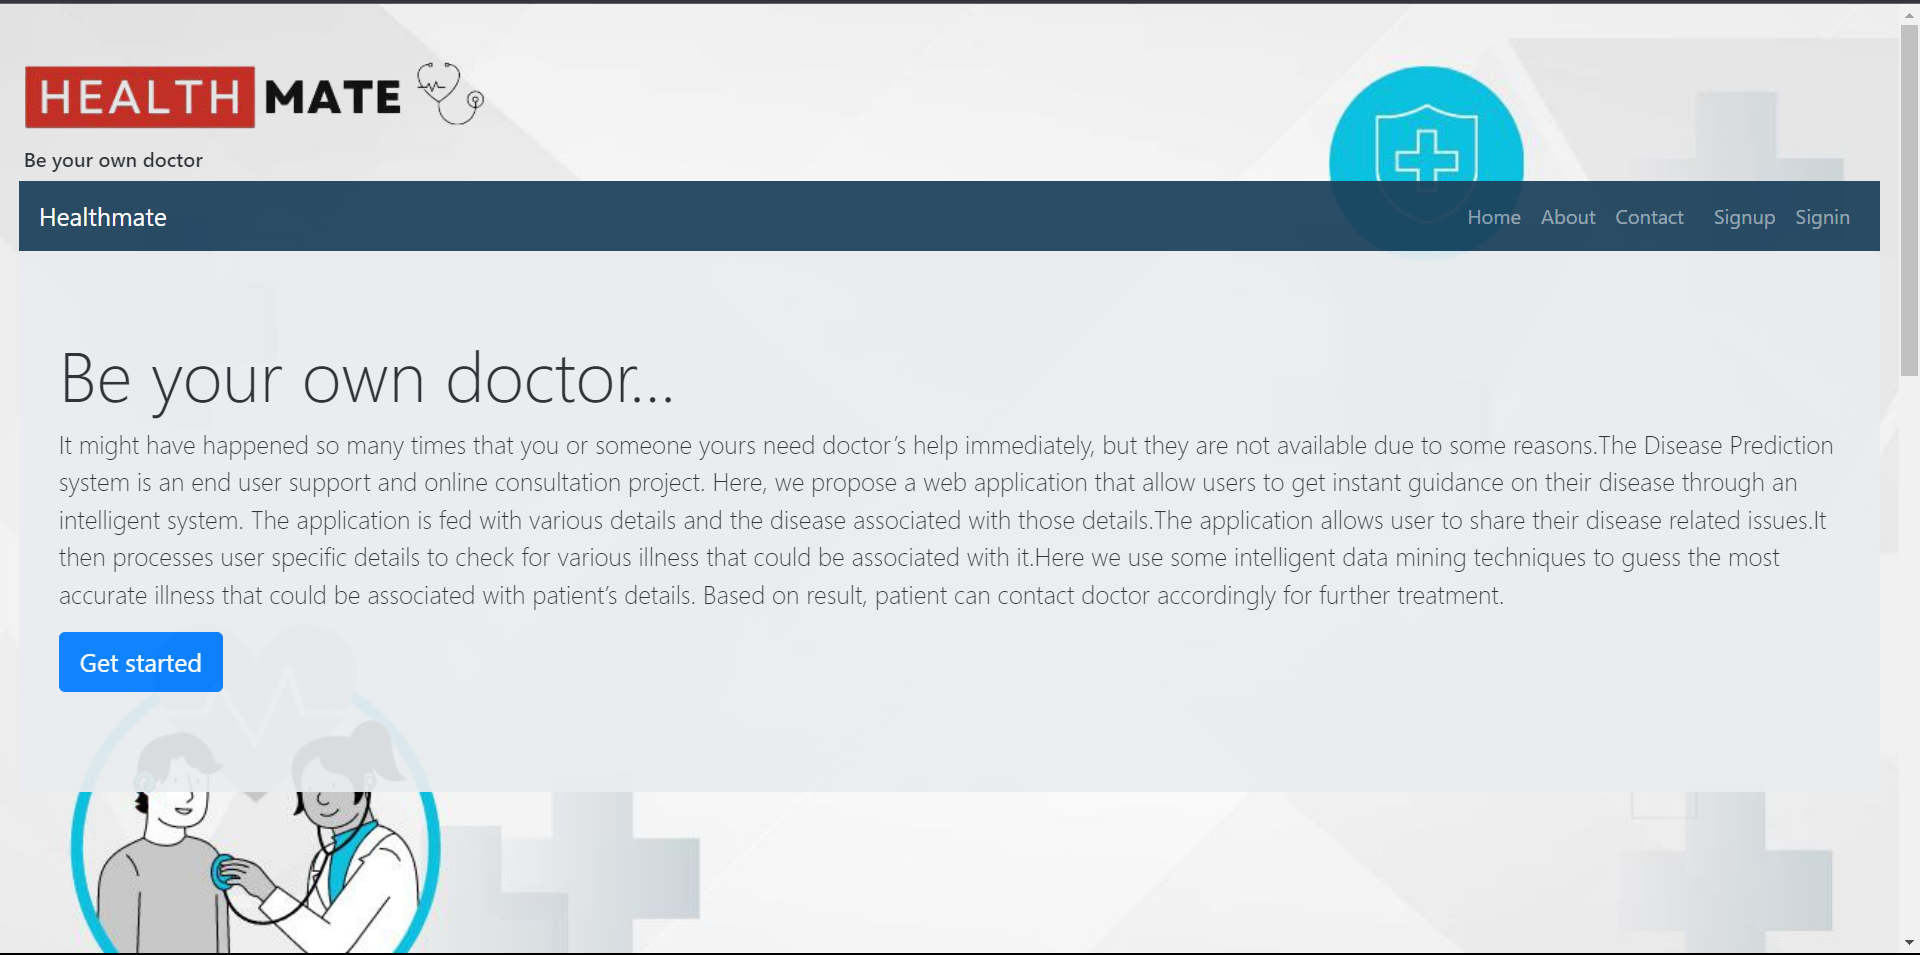 HEALTH MATE
Be your own doctor
Healthmate
Home About Contact Signup Signin
Be your own doctor...
It might have happened so many times that you or someone yours need doctor’s help immediately, but they are not available due to some reasons.The Disease Prediction
system is an end user support and online consultation project. Here, we propose a web application that allow users to get instant guidance on their disease through an
intelligent system. The application is fed with various details and the disease associated with those details.The application allows user to share their disease related issues.It
then processes user specific details to check for various illness that could be associated with it.Here we use some intelligent data mining techniques to guess the most
accurate illness that could be associated with patient’s details. Based on result, patient can contact doctor accordingly for further treatment.
Get started